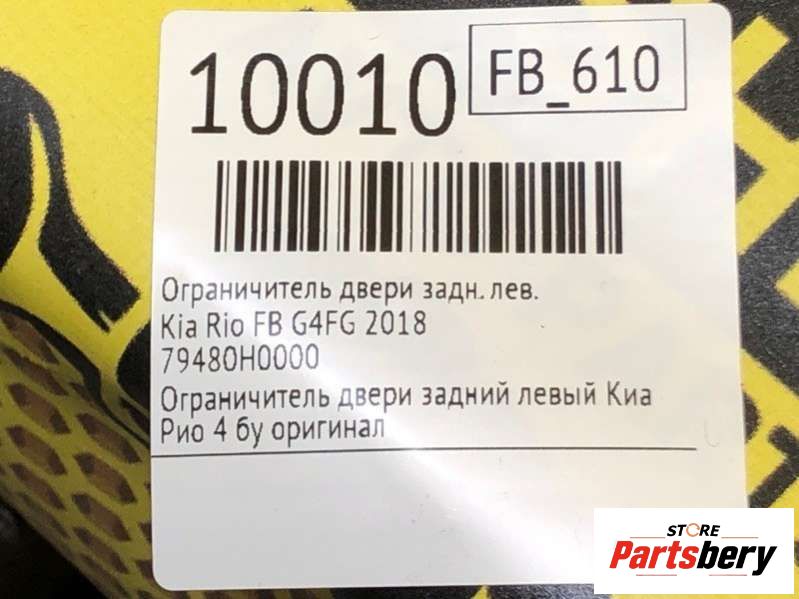 10010
FB_610
Ограничитель двери задн. лев.
Kia Rio FB G4FG 2018
79480H0000
Ограничитель двери задний левый Киа
Рио 4 бу оригинал
STORE
Partsbery